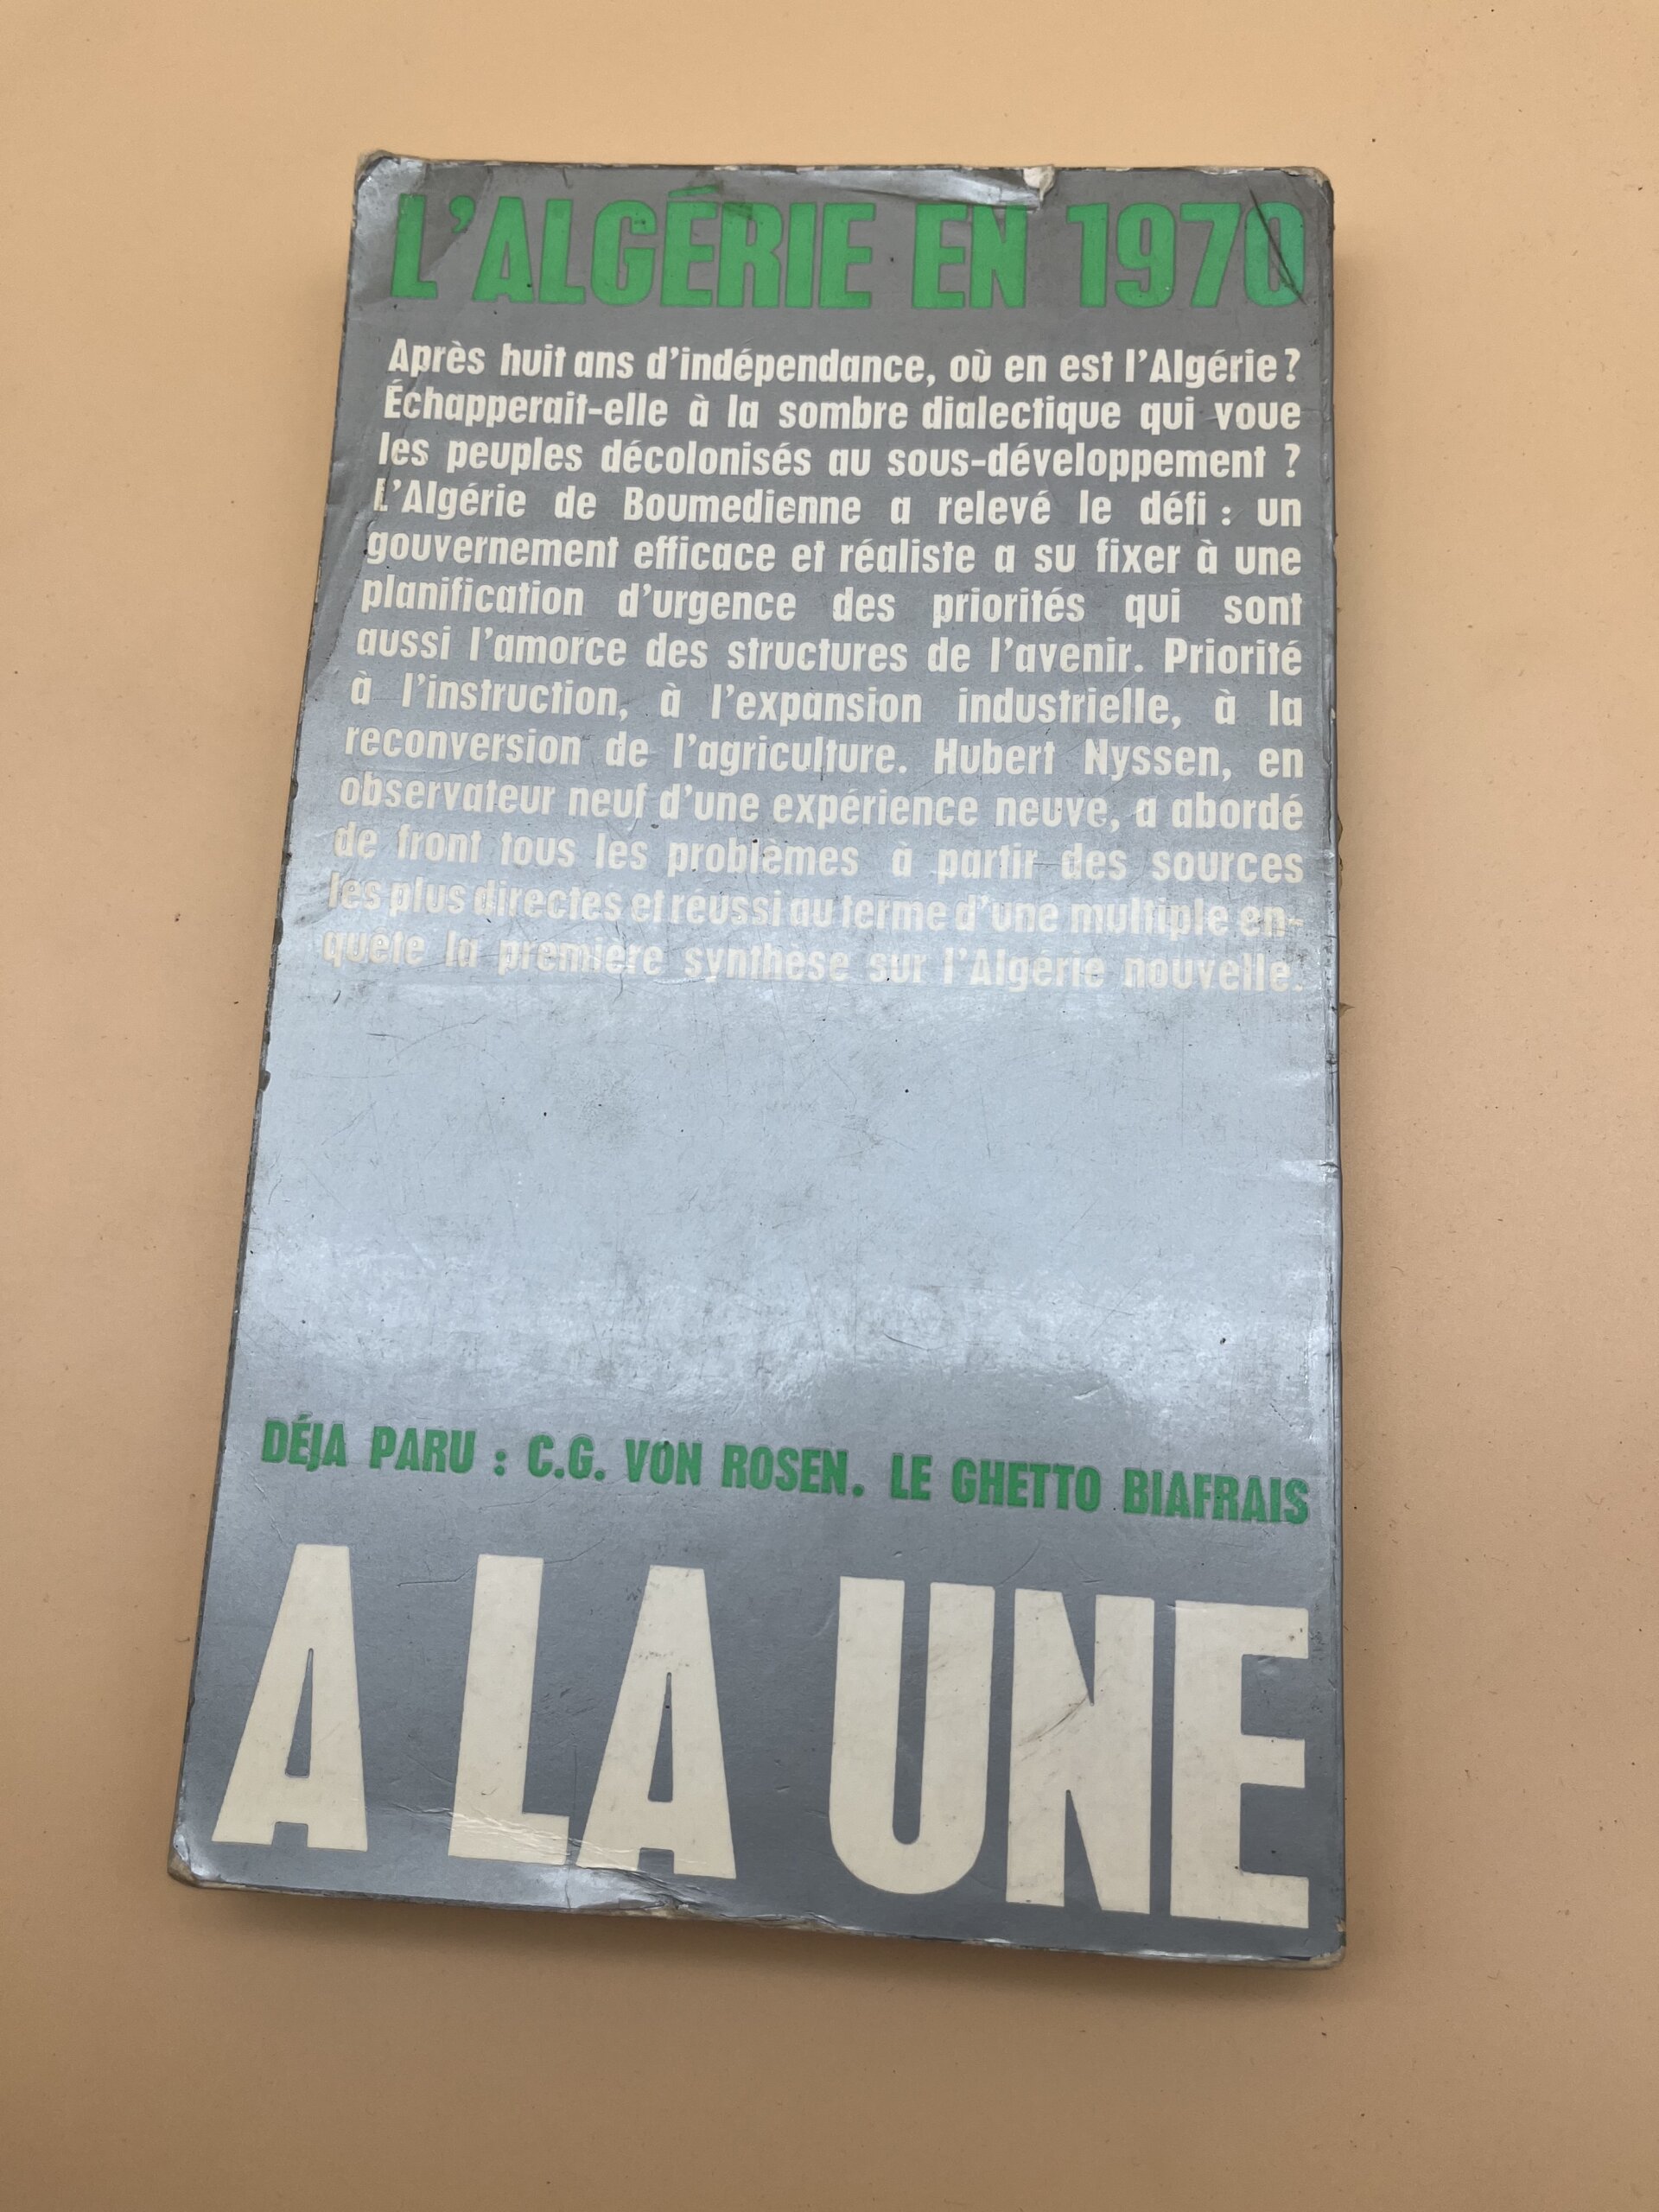 L'ALGÉRIE EN 1970
Après huit ans d'indépendance, où en est l'Algérie ?
Échapperait-elle à la sombre dialectique qui voue
les peuples décolonisés au sous-développement ?
L'Algérie de Boumedienne a relevé le défi : un
gouvernement efficace et réaliste a su fixer à une
planification d'urgence des priorités qui sont
aussi l'amorce des structures de l'avenir. Priorité
à l'instruction, à l'expansion industrielle, à la
reconversion de l'agriculture. Hubert Nyssen, en
observateur neuf d'une expérience neuve, a abordé
de front tous les problèmes à partir des sources
les plus directes et réussi au terme d'une multiple en-
quête la première synthèse sur l'Algérie nouvelle.
DÉJA PARU : C.G. VON ROSEN. LE GHETTO BIAFRAIS
A LA UNE